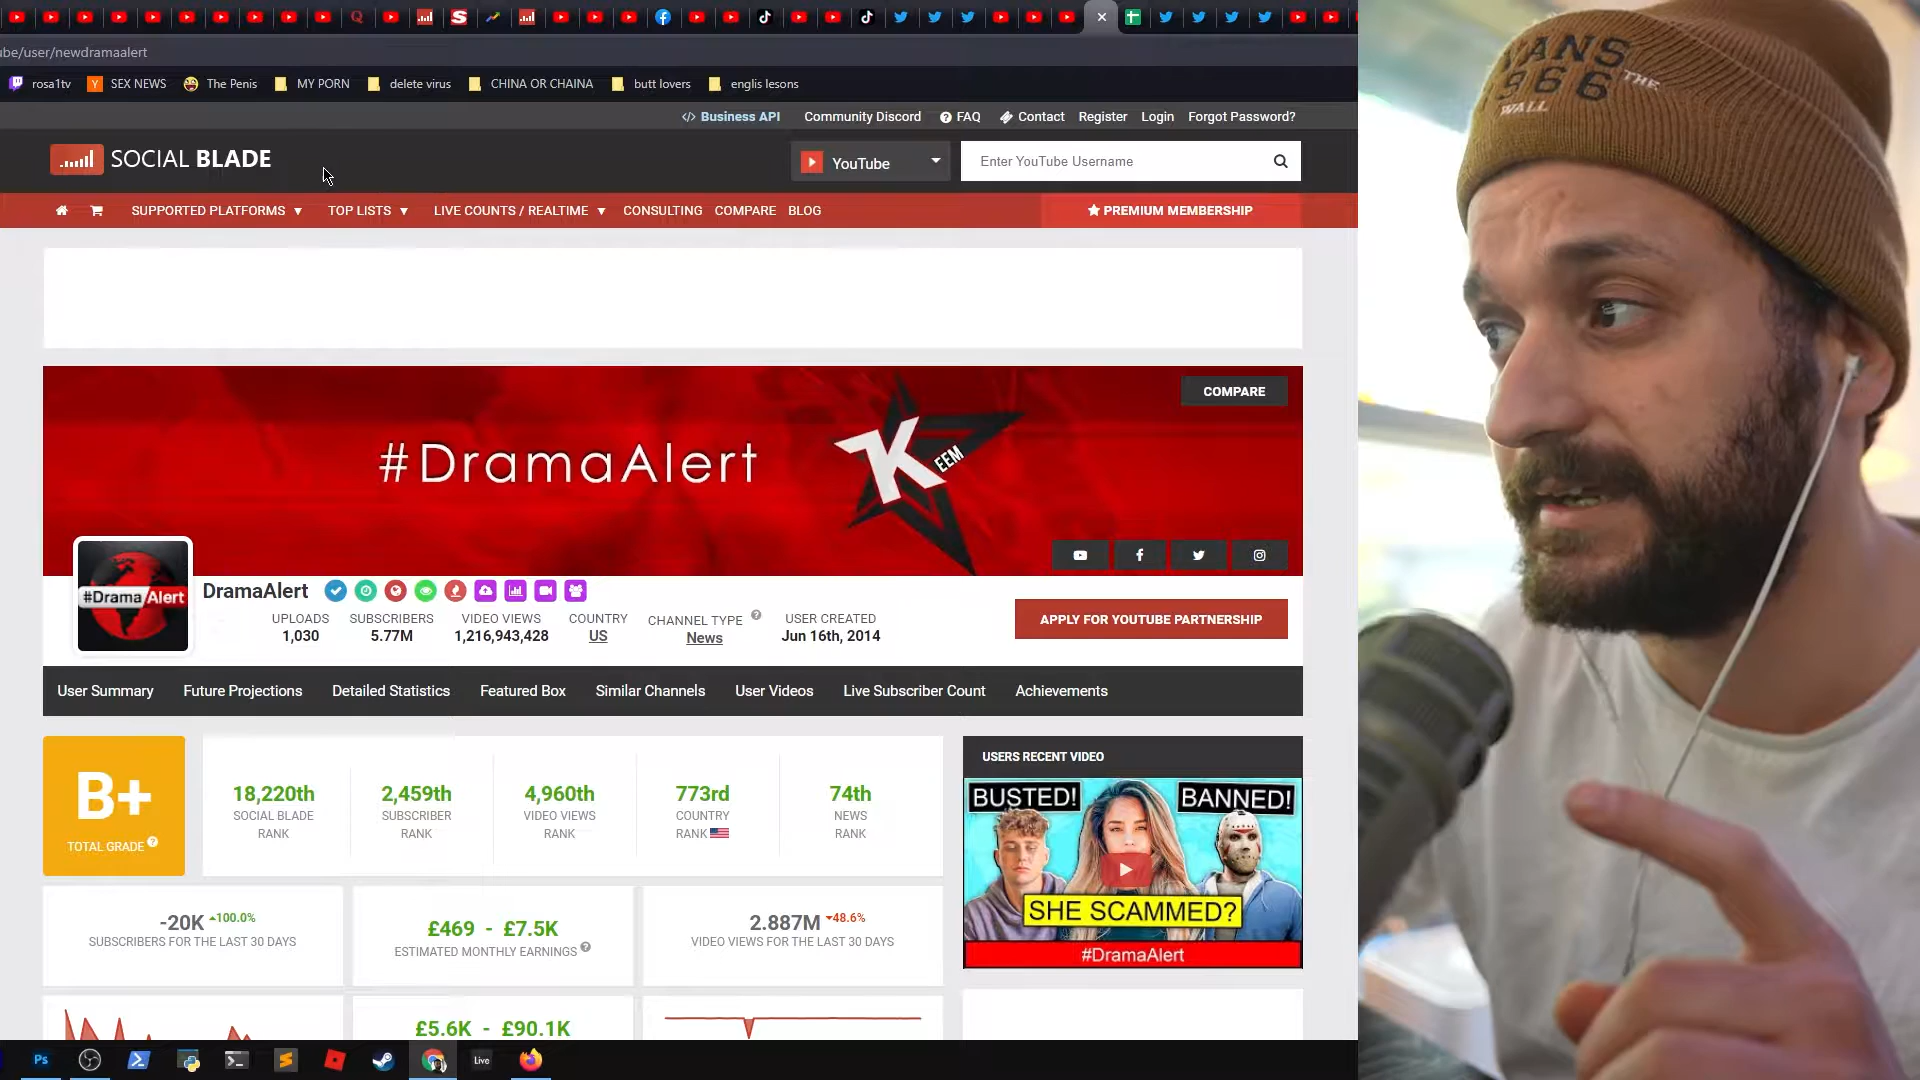 be/user/newdramaalert
rosa1tv SEX NEWS The Penis MY PORN delete virus CHINA OR CHAINA butt lovers englis lesons
</> Business API Community Discord FAQ Contact Register Login Forgot Password?
SOCIAL BLADE YouTube Enter YouTube Username
SUPPORTED PLATFORMS TOP LISTS LIVE COUNTS / REALTIME CONSULTING COMPARE BLOG PREMIUM MEMBERSHIP
COMPARE
#DramaAlert KEEM
#DramaAlert
DramaAlert
UPLOADS SUBSCRIBERS VIDEO VIEWS COUNTRY CHANNEL TYPE USER CREATED
1,030 5.77M 1,216,943,428 US News Jun 16th, 2014
APPLY FOR YOUTUBE PARTNERSHIP
User Summary Future Projections Detailed Statistics Featured Box Similar Channels User Videos Live Subscriber Count Achievements
B+
TOTAL GRADE
18,220th 2,459th 4,960th 773rd 74th
SOCIAL BLADE SUBSCRIBER VIDEO VIEWS COUNTRY NEWS
RANK RANK RANK RANK RANK
USERS RECENT VIDEO
BUSTED! BANNED!
SHE SCAMMED?
#DramaAlert
-20K 100.0%
SUBSCRIBERS FOR THE LAST 30 DAYS
£469 - £7.5K
ESTIMATED MONTHLY EARNINGS
2.887M 48.6%
VIDEO VIEWS FOR THE LAST 30 DAYS
£5.6K - £90.1K
Ps Live
VANS
966
THE
WALL